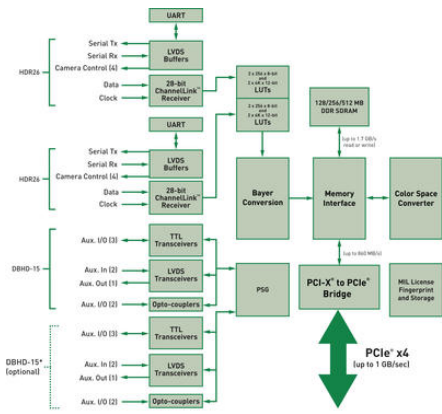 UART
Serial Tx
Serial Rx
Camera Control (4)
LVDS
Buffers
HDR26
Data
Clock
28-bit
ChannelLink™
Receiver
2 x 256 x 8-bit
and
2 x 4K x 12-bit
LUTs
2 x 256 x 8-bit
and
2 x 4K x 12-bit
LUTs
128/256/512 MB
DDR SDRAM
UART
(up to 1.7 GB/s
read or write)
Serial Tx
Serial Rx
Camera Control (4)
LVDS
Buffers
HDR26
Data
Clock
28-bit
ChannelLink™
Receiver
Bayer
Conversion
Memory
Interface
Color Space
Converter
Aux. I/O (3)
TTL
Transceivers
(up to 860 MB/s)
DBHD-15
Aux. In (2)
Aux. Out (1)
LVDS
Transceivers
Aux. I/O (2)
Opto-couplers
PSG
PCI-X® to PCIe®
Bridge
MIL License
Fingerprint
and Storage
Aux. I/O (3)
TTL
Transceivers
DBHD-15*
(optional)
Aux. In (2)
Aux. Out (1)
LVDS
Transceivers
Aux. I/O (2)
Opto-couplers
PCIe® x4
(up to 1 GB/sec)